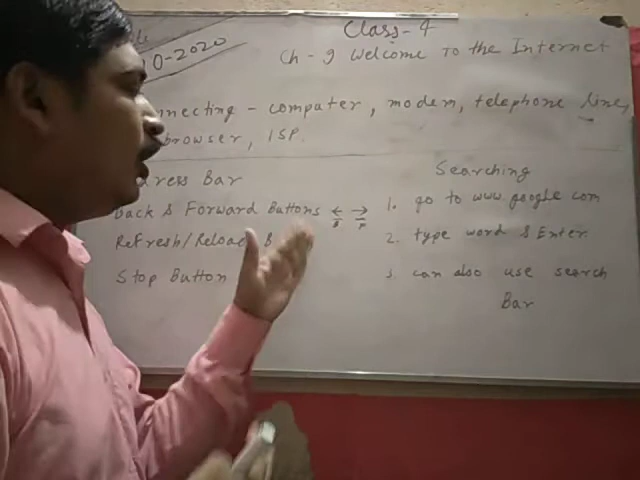 Class-4
10-2020
Ch-9 Welcome To the Internet
nnecting - computer, modem, telephone line,
browser, ISP.
ress Bar
Back & Forward Buttons ← →
B F
Refresh/Reload &
Stop Button
Searching
1. go to www.google com
2. type word & Enter
3. can also use search
Bar